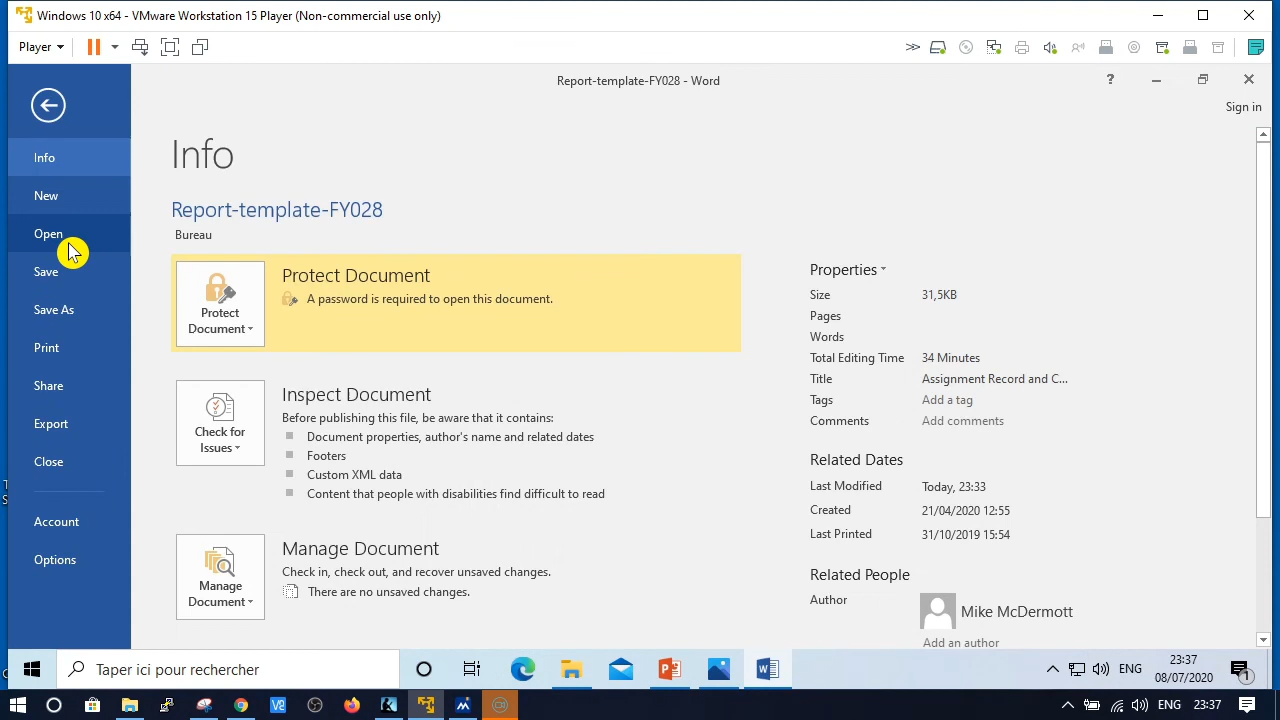 Windows 10 x64 - VMware Workstation 15 Player (Non-commercial use only)
Player
Report-template-FY028 - Word
?
Sign in
Info
New
Open
Save
Save As
Print
Share
Export
Close
Account
Options
Info
Report-template-FY028
Bureau
Protect Document
Protect Document
A password is required to open this document.
Check for Issues
Inspect Document
Before publishing this file, be aware that it contains:
Document properties, author's name and related dates
Footers
Custom XML data
Content that people with disabilities find difficult to read
Manage Document
Manage Document
Check in, check out, and recover unsaved changes.
There are no unsaved changes.
Properties
Size 31,5KB
Pages
Words
Total Editing Time 34 Minutes
Title Assignment Record and C...
Tags Add a tag
Comments Add comments
Related Dates
Last Modified Today, 23:33
Created 21/04/2020 12:55
Last Printed 31/10/2019 15:54
Related People
Author Mike McDermott
Add an author
Taper ici pour rechercher
ENG
23:37
08/07/2020
1
ENG 23:37